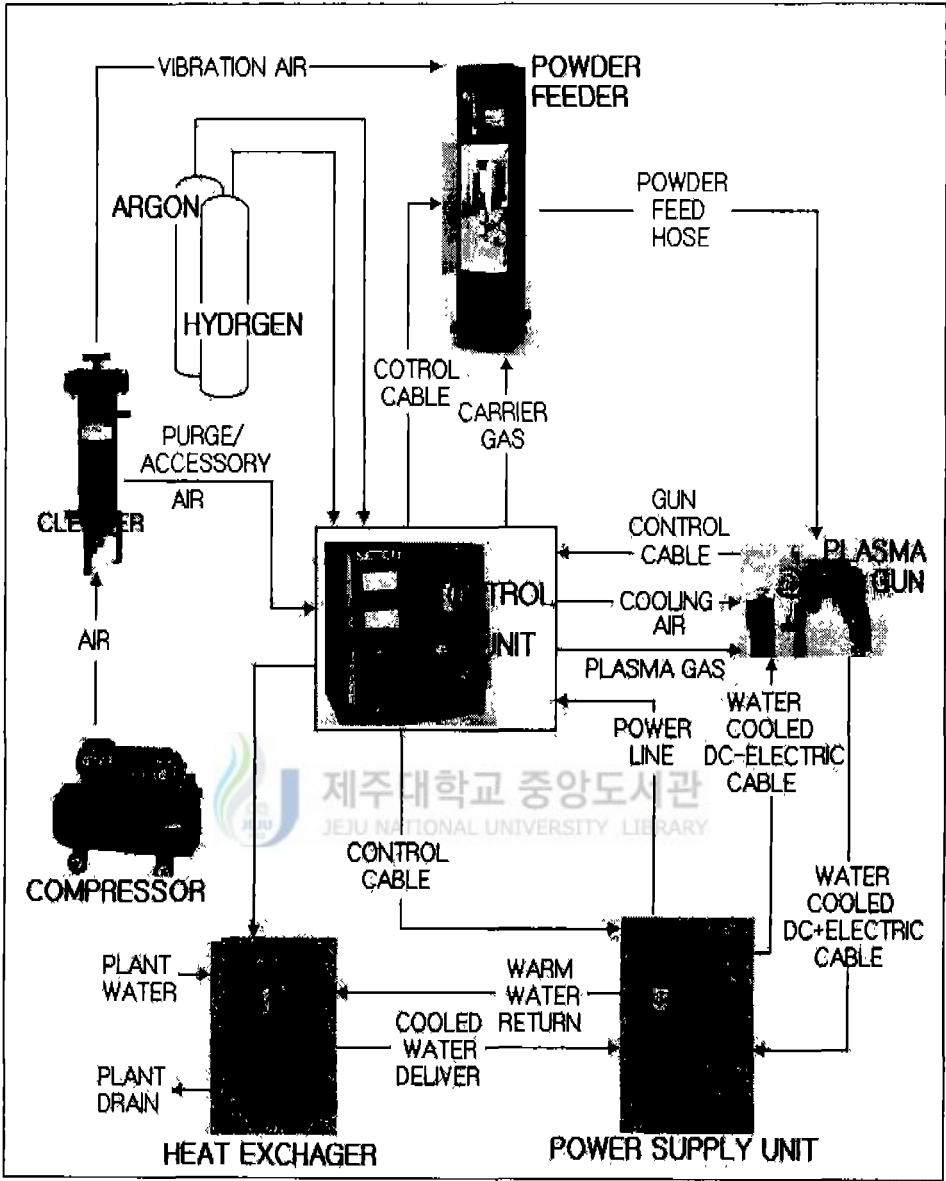 VIBRATION AIR
POWDER
FEEDER
ARGON
HYDRGEN
POWDER
FEED
HOSE
COTROL
CABLE
CARRIER
GAS
PURGE/
ACCESSORY
AIR
GUN
CONTROL
CABLE
PLASMA
GUN
COOLING
AIR
UNIT
PLASMA GAS
AIR
POWER
LINE
WATER
COOLED
DC-ELECTRIC
CABLE
제주대학교 중앙도서관
JEJU NATIONAL UNIVERSITY LIBRARY
JEJU
COMPRESSOR
CONTROL
CABLE
WATER
COOLED
DC+ELECTRIC
CABLE
PLANT
WATER
WARM
WATER
RETURN
COOLED
WATER
DELIVER
PLANT
DRAIN
HEAT EXCHAGER
POWER SUPPLY UNIT